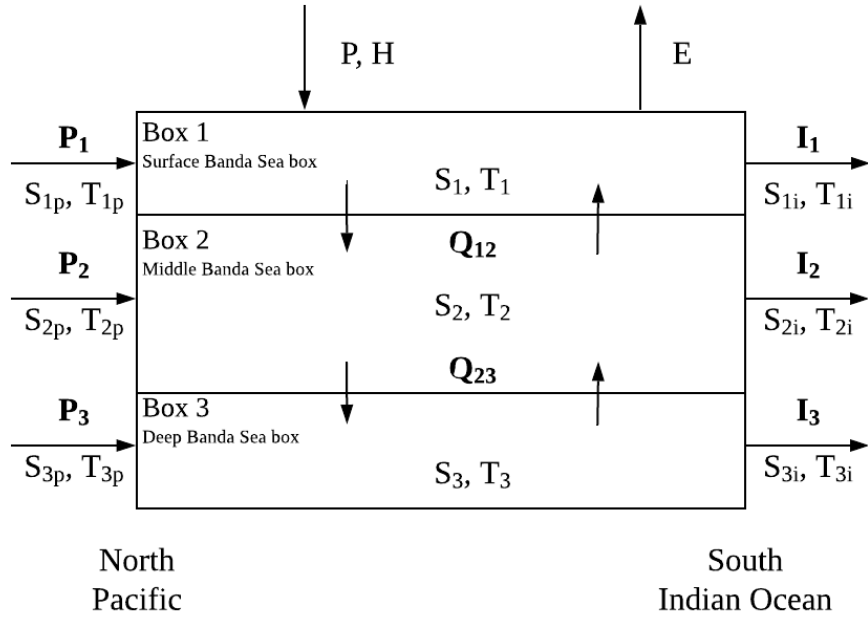 P, H
E
P₁
Box 1
I₁
Surface Banda Sea box
S₁ₚ, T₁ₚ
S₁, T₁
S₁ᵢ, T₁ᵢ
Box 2
Q₁₂
P₂
I₂
Middle Banda Sea box
S₂ₚ, T₂ₚ
S₂, T₂
S₂ᵢ, T₂ᵢ
Q₂₃
P₃
Box 3
I₃
Deep Banda Sea box
S₃ₚ, T₃ₚ
S₃, T₃
S₃ᵢ, T₃ᵢ
North
Pacific
South
Indian Ocean